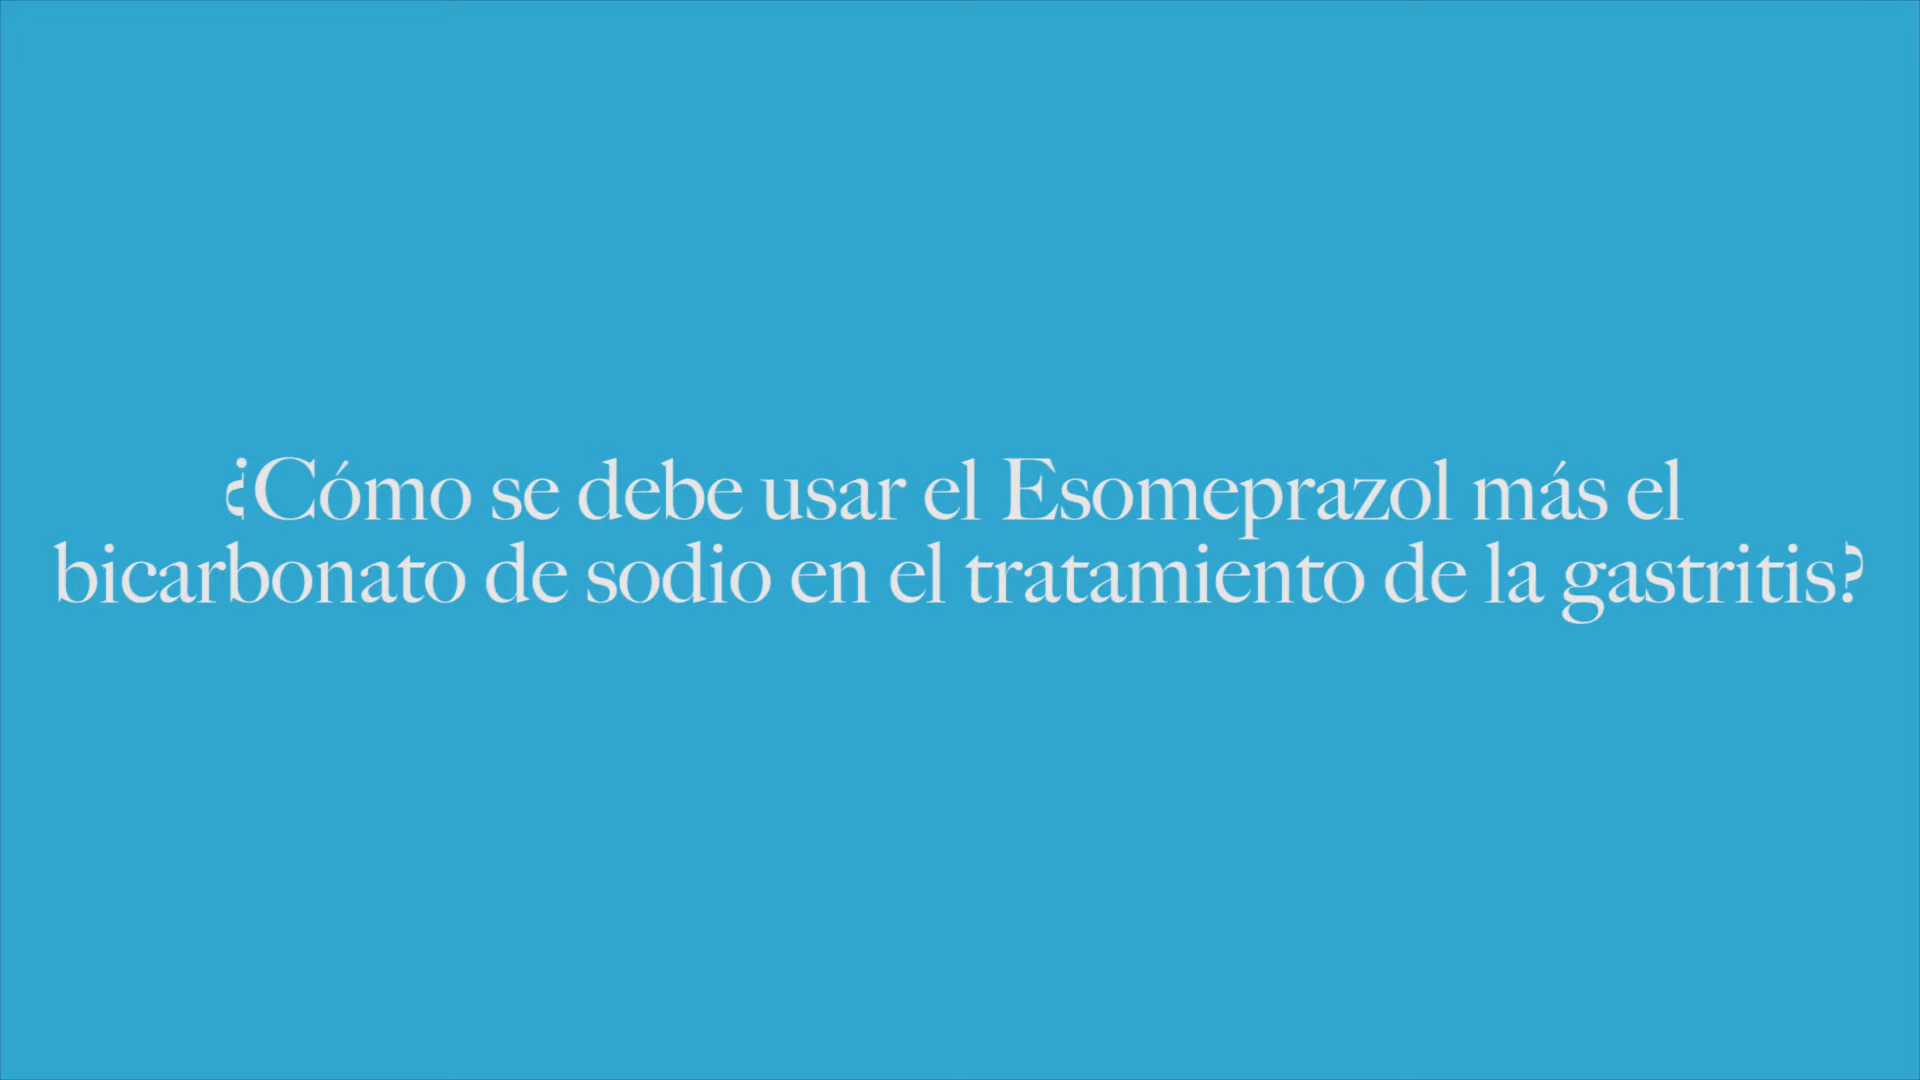 ¿Cómo se debe usar el Esomeprazol más el
bicarbonato de sodio en el tratamiento de la gastritis?